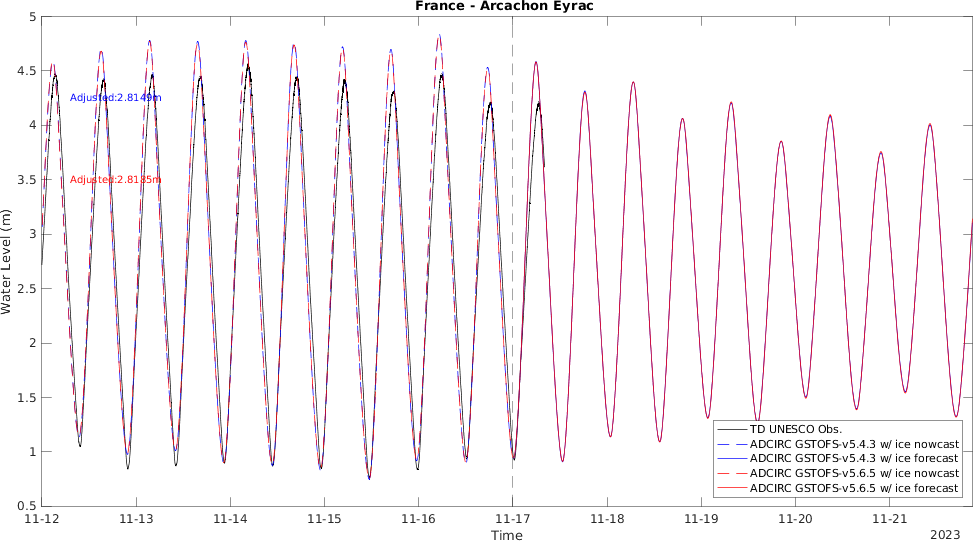 France - Arcachon Eyrac
Water Level (m)
5
4.5
4
3.5
3
2.5
2
1.5
1
0.5
Adjusted:2.8149m
Adjusted:2.8135m
TD UNESCO Obs.
ADCIRC GSTOFS-v5.4.3 w/ ice nowcast
ADCIRC GSTOFS-v5.4.3 w/ ice forecast
ADCIRC GSTOFS-v5.6.5 w/ ice nowcast
ADCIRC GSTOFS-v5.6.5 w/ ice forecast
11-12 11-13 11-14 11-15 11-16 11-17 11-18 11-19 11-20 11-21
Time
2023